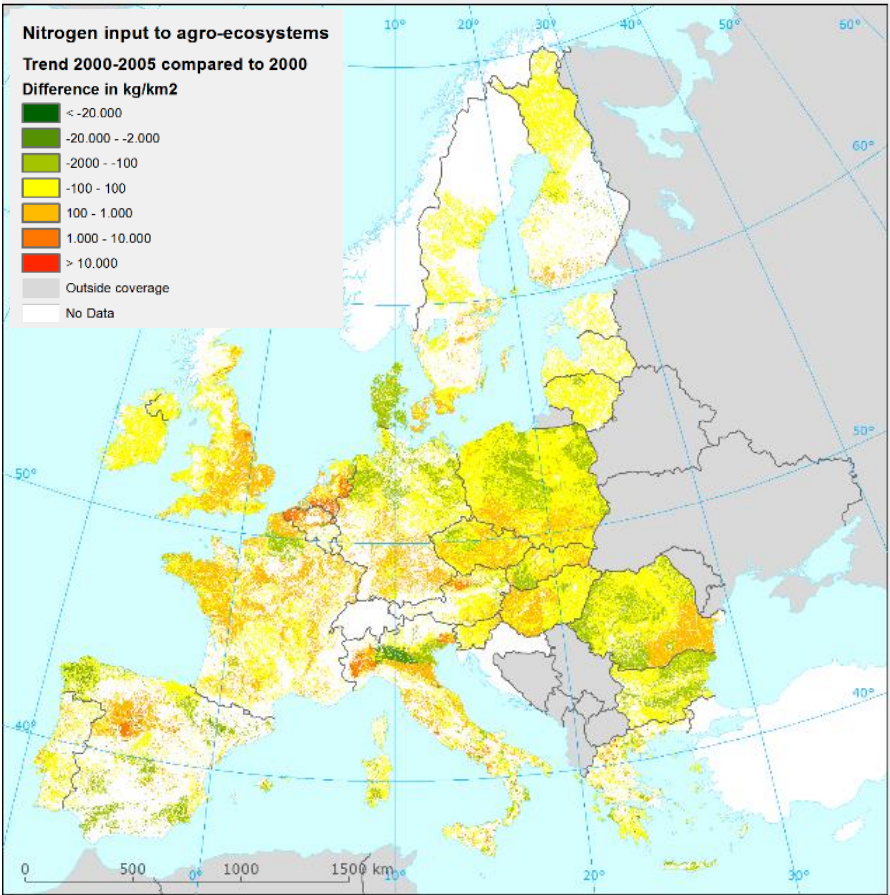 Nitrogen input to agro-ecosystems
Trend 2000-2005 compared to 2000
Difference in kg/km2
< -20.000
-20.000 - -2.000
-2000 - -100
-100 - 100
100 - 1.000
1.000 - 10.000
> 10.000
Outside coverage
No Data
10° 20° 30° 40° 50° 60°
60°
50° 50°
40° 40°
0 500 1000 1500 km
0° 10° 20° 30°